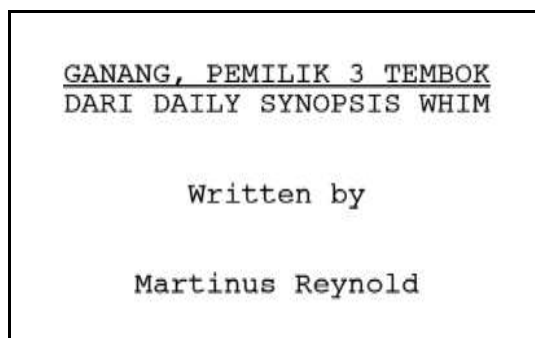 GANANG, PEMILIK 3 TEMBOK
DARI DAILY SYNOPSIS WHIM
Written by
Martinus Reynold